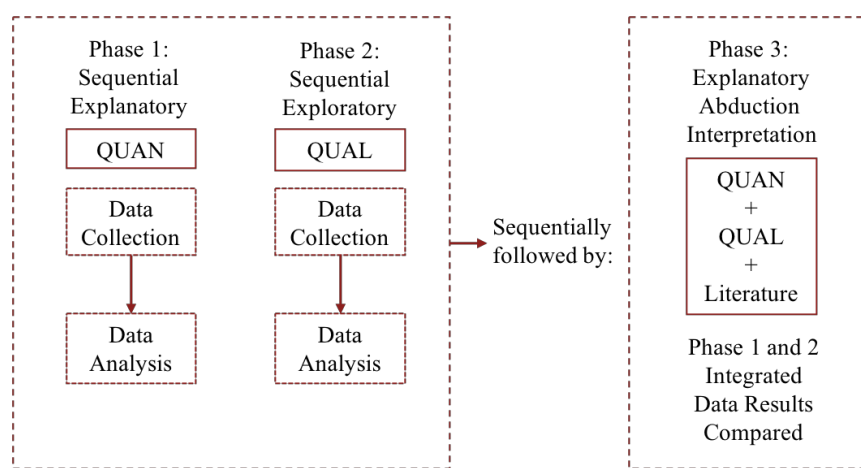 Phase 1:
Sequential
Explanatory
QUAN
Data
Collection
Data
Analysis
Phase 2:
Sequential
Exploratory
QUAL
Data
Collection
Data
Analysis
Sequentially
followed by:
Phase 3:
Explanatory
Abduction
Interpretation
QUAN
+
QUAL
+
Literature
Phase 1 and 2
Integrated
Data Results
Compared